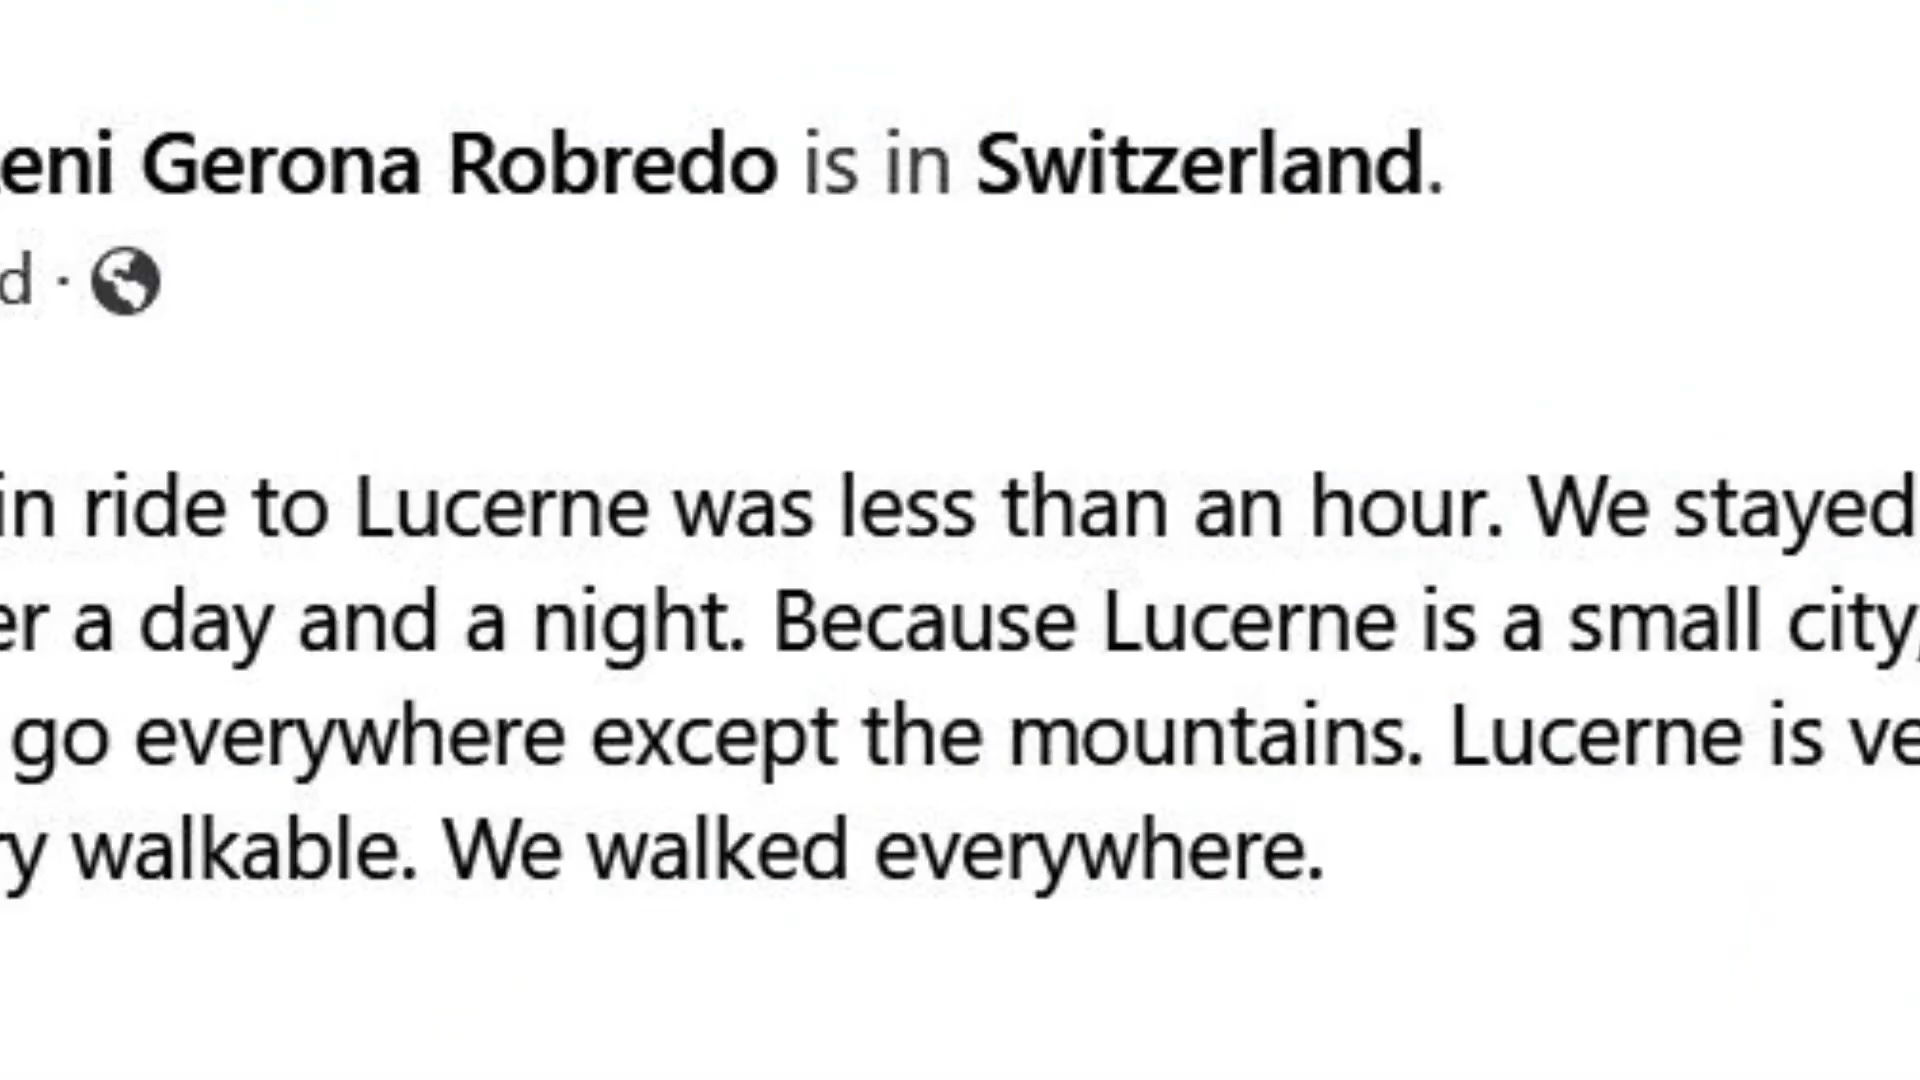 eni Gerona Robredo is in Switzerland.
d ·
in ride to Lucerne was less than an hour. We stayed
er a day and a night. Because Lucerne is a small city,
go everywhere except the mountains. Lucerne is ve
ry walkable. We walked everywhere.